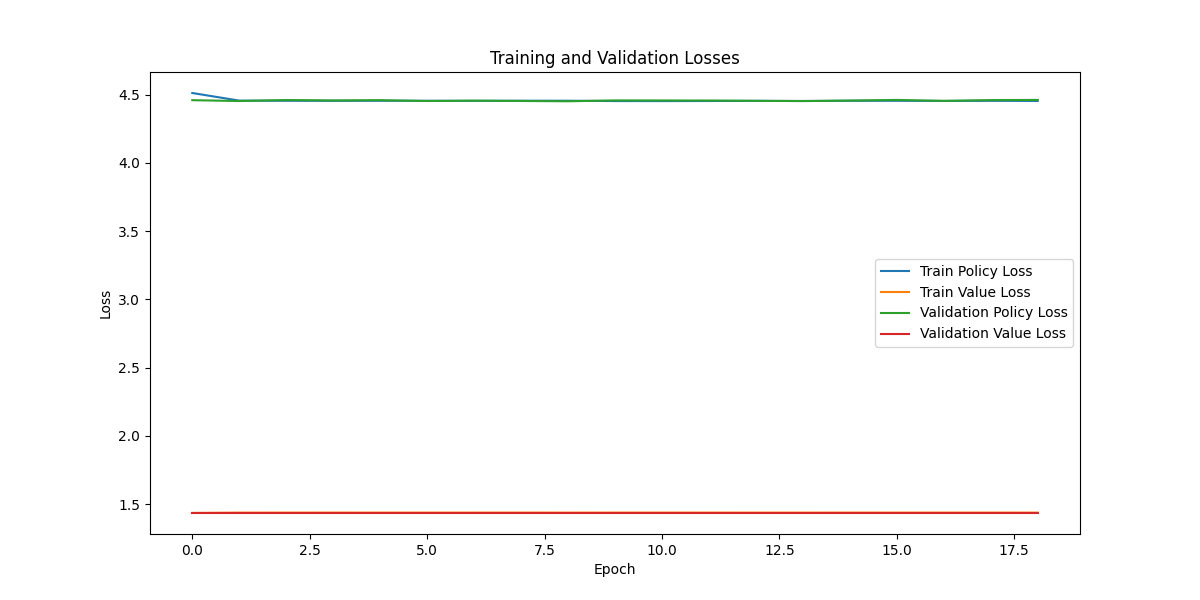 Training and Validation Losses
4.5
4.0
3.5
3.0
2.5
2.0
1.5
Loss
Train Policy Loss
Train Value Loss
Validation Policy Loss
Validation Value Loss
0.0 2.5 5.0 7.5 10.0 12.5 15.0 17.5
Epoch